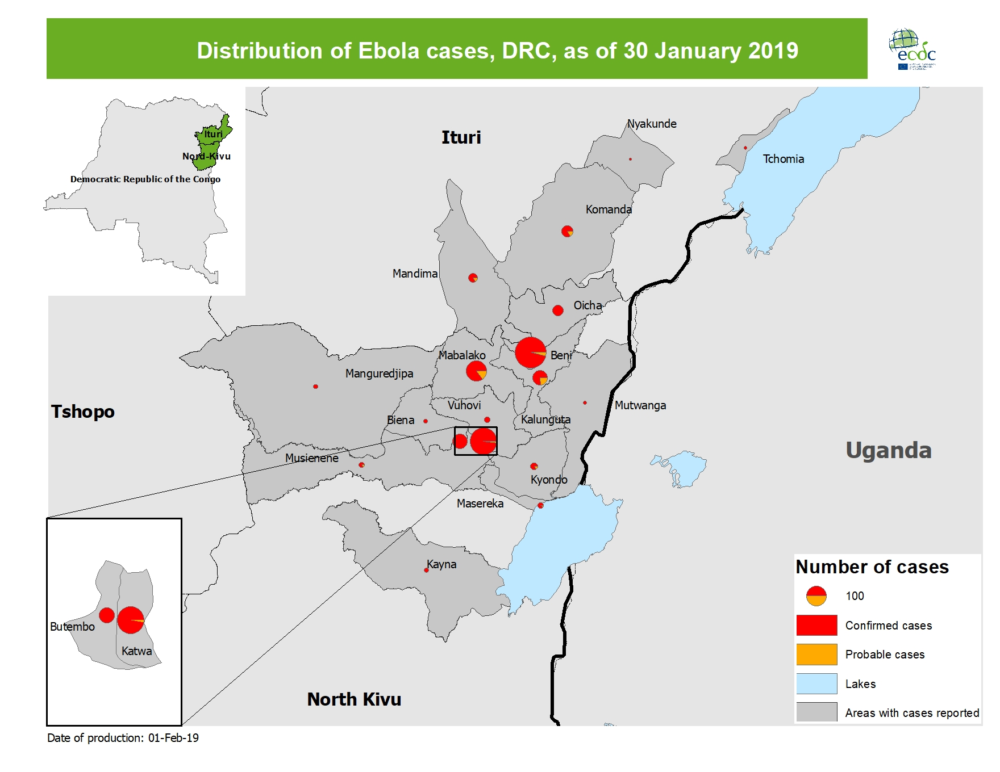 Distribution of Ebola cases, DRC, as of 30 January 2019
ecdc
Ituri
Nord-Kivu
Democratic Republic of the Congo
Ituri
Nyakunde
Tchomia
Komanda
Mandima
Oicha
Mabalako
Beni
Manguredjipa
Tshopo
Vuhovi
Mutwanga
Biena
Kalunguta
Uganda
Musienene
Kyondo
Masereka
Kayna
Butembo
Katwa
North Kivu
Number of cases
100
Confirmed cases
Probable cases
Lakes
Areas with cases reported
Date of production: 01-Feb-19